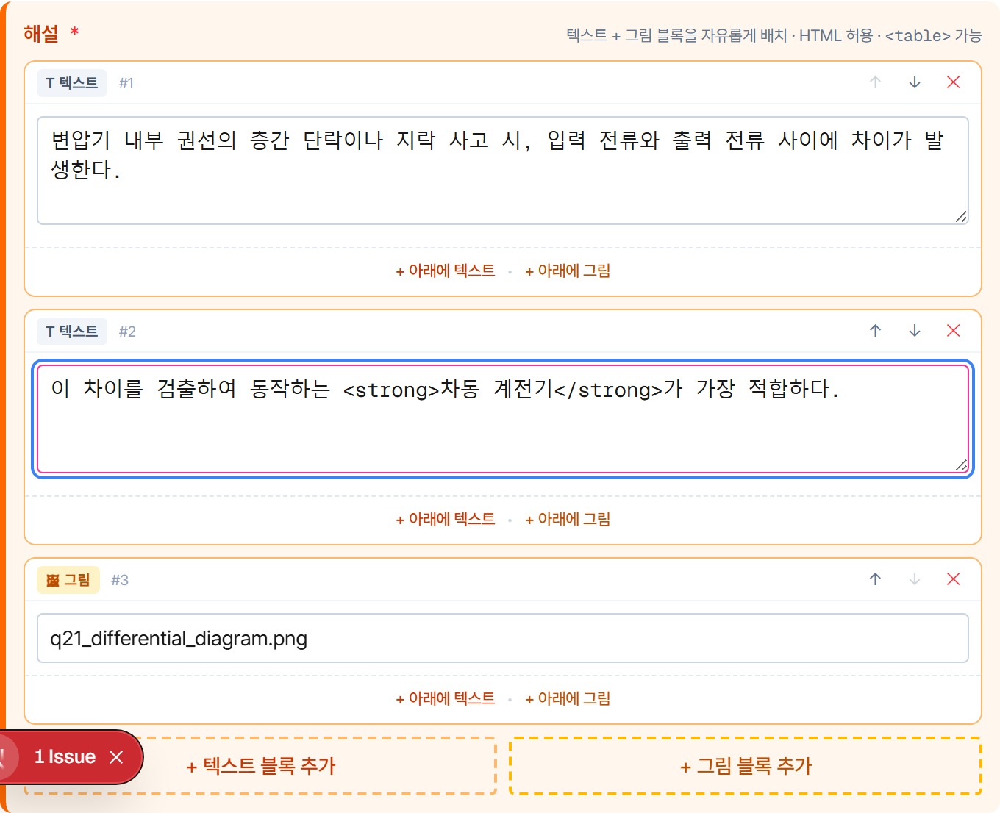 해설 *
텍스트 + 그림 블록을 자유롭게 배치 · HTML 허용 · <table> 가능
T 텍스트 #1
변압기 내부 권선의 층간 단락이나 지락 사고 시, 입력 전류와 출력 전류 사이에 차이가 발
생한다.
+ 아래에 텍스트 · + 아래에 그림
T 텍스트 #2
이 차이를 검출하여 동작하는 <strong>차동 계전기</strong>가 가장 적합하다.
+ 아래에 텍스트 · + 아래에 그림
그림 #3
q21_differential_diagram.png
+ 아래에 텍스트 · + 아래에 그림
1 Issue
+ 텍스트 블록 추가
+ 그림 블록 추가